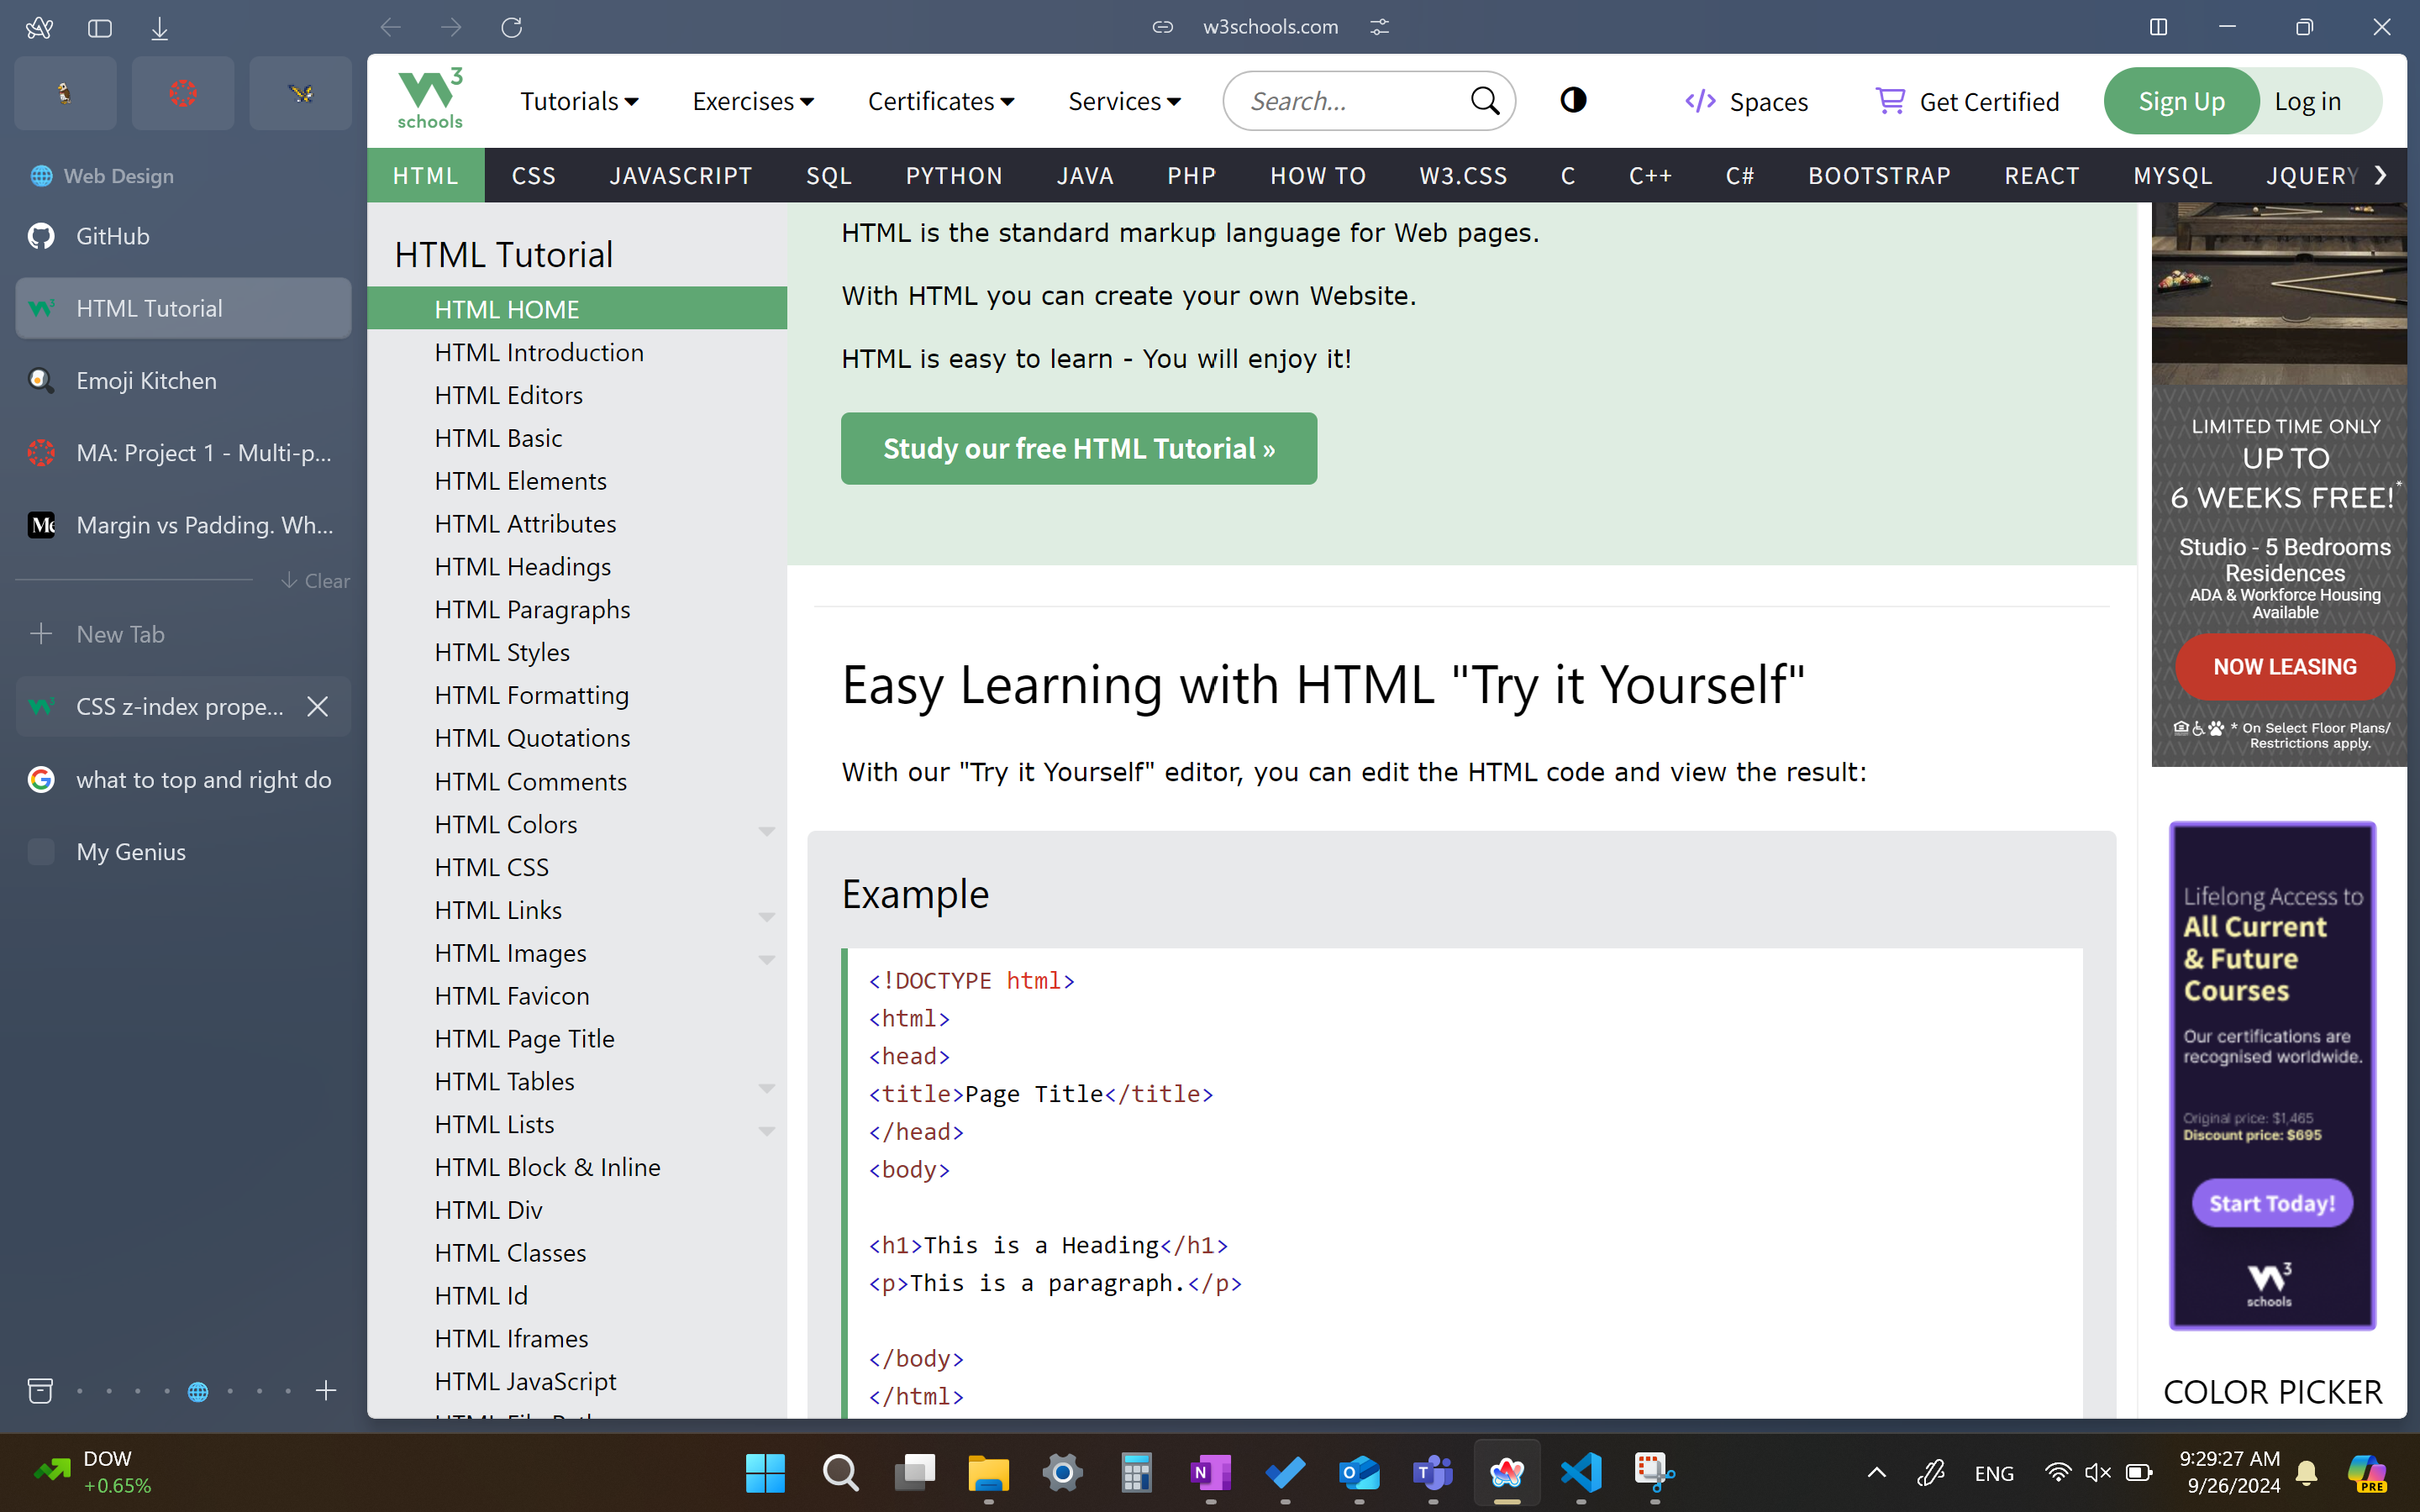 w3schools.com
Web Design
GitHub
HTML Tutorial
Emoji Kitchen
MA: Project 1 - Multi-p...
Me
Margin vs Padding. Wh...
Clear
New Tab
CSS z-index prope...
what to top and right do
My Genius
W3
schools
Tutorials
Exercises
Certificates
Services
Search...
Spaces
Get Certified
Sign Up
Log in
HTML
CSS
JAVASCRIPT
SQL
PYTHON
JAVA
PHP
HOW TO
W3.CSS
C
C++
C#
BOOTSTRAP
REACT
MYSQL
JQUERY
HTML Tutorial
HTML HOME
HTML Introduction
HTML Editors
HTML Basic
HTML Elements
HTML Attributes
HTML Headings
HTML Paragraphs
HTML Styles
HTML Formatting
HTML Quotations
HTML Comments
HTML Colors
HTML CSS
HTML Links
HTML Images
HTML Favicon
HTML Page Title
HTML Tables
HTML Lists
HTML Block & Inline
HTML Div
HTML Classes
HTML Id
HTML Iframes
HTML JavaScript
HTML is the standard markup language for Web pages.
With HTML you can create your own Website.
HTML is easy to learn - You will enjoy it!
Study our free HTML Tutorial »
Easy Learning with HTML "Try it Yourself"
With our "Try it Yourself" editor, you can edit the HTML code and view the result:
Example
<!DOCTYPE html>
<html>
<head>
<title>Page Title</title>
</head>
<body>
<h1>This is a Heading</h1>
<p>This is a paragraph.</p>
</body>
</html>
LIMITED TIME ONLY
UP TO
6 WEEKS FREE!*
Studio - 5 Bedrooms
Residences
ADA & Workforce Housing
Available
NOW LEASING
* On Select Floor Plans/
Restrictions apply.
Lifelong Access to
All Current
& Future
Courses
Our certifications are
recognised worldwide.
Original price: $1,465
Discount price: $695
Start Today!
W3
schools
COLOR PICKER
DOW
+0.65%
ENG
9:29:27 AM
9/26/2024
PRE